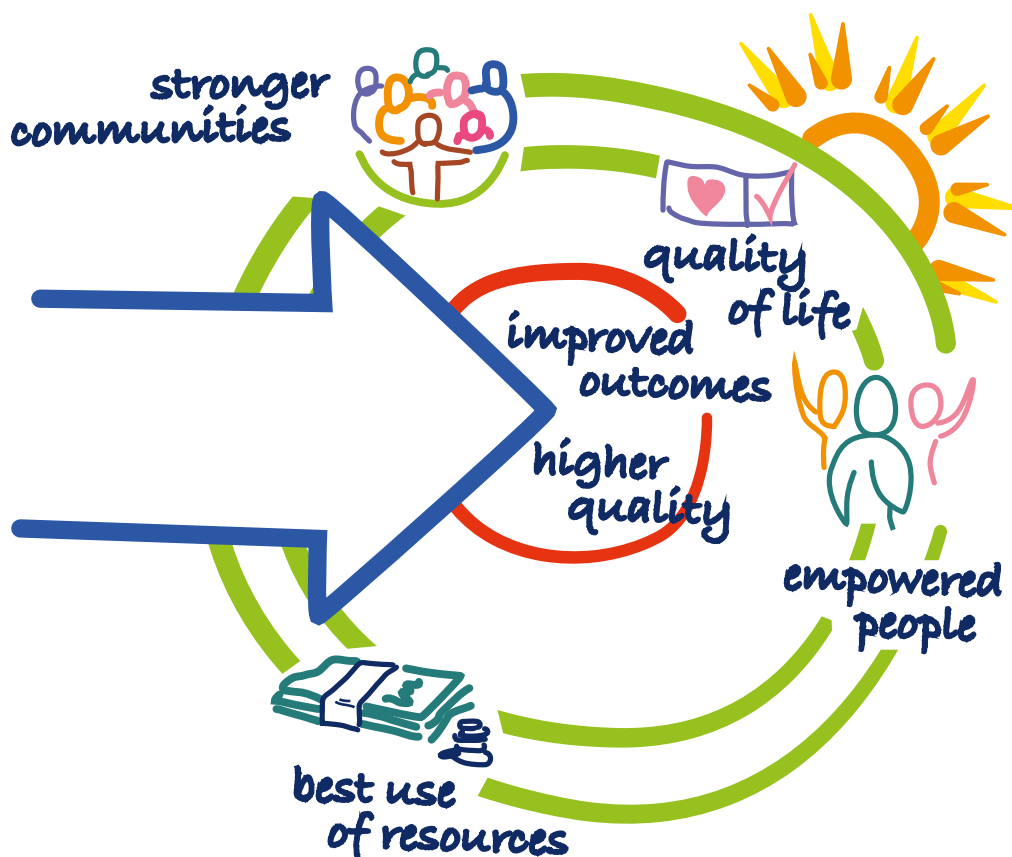 stronger
communities
quality
of life
improved
outcomes
higher
quality
empowered
people
best use
of resources